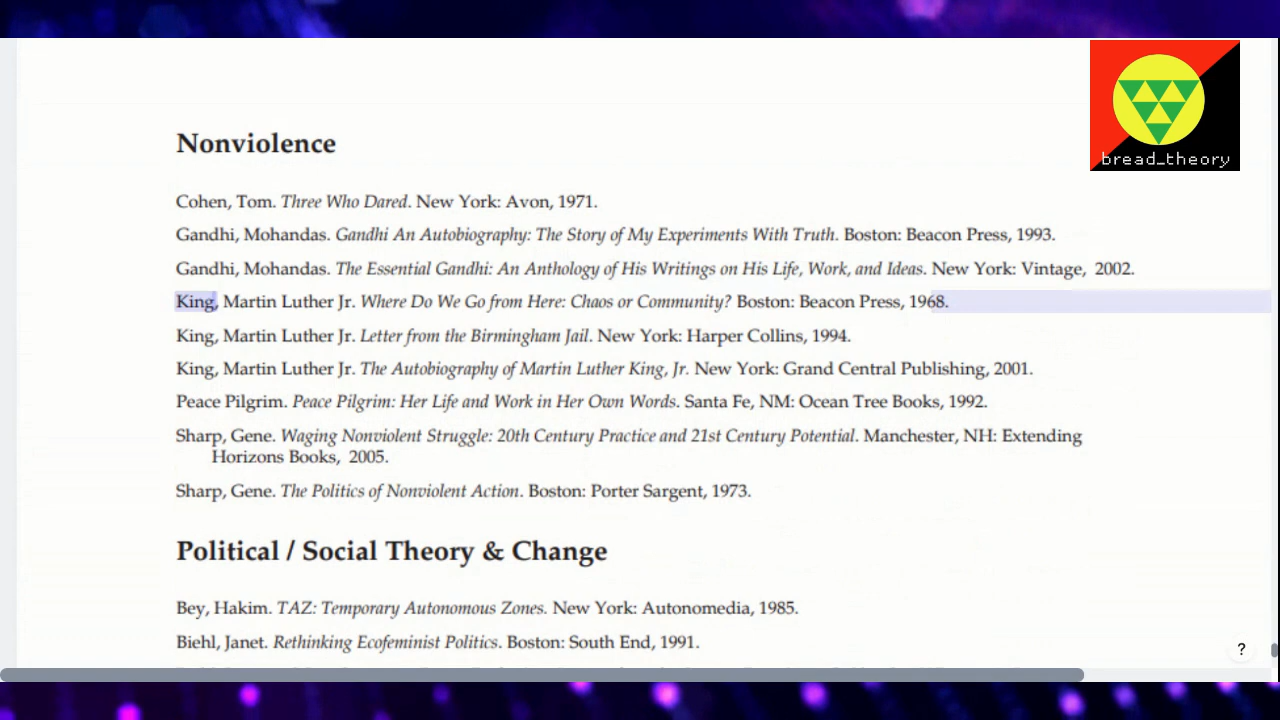 bread_theory
Nonviolence
Cohen, Tom. Three Who Dared. New York: Avon, 1971.
Gandhi, Mohandas. Gandhi An Autobiography: The Story of My Experiments With Truth. Boston: Beacon Press, 1993.
Gandhi, Mohandas. The Essential Gandhi: An Anthology of His Writings on His Life, Work, and Ideas. New York: Vintage, 2002.
King, Martin Luther Jr. Where Do We Go from Here: Chaos or Community? Boston: Beacon Press, 1968.
King, Martin Luther Jr. Letter from the Birmingham Jail. New York: Harper Collins, 1994.
King, Martin Luther Jr. The Autobiography of Martin Luther King, Jr. New York: Grand Central Publishing, 2001.
Peace Pilgrim. Peace Pilgrim: Her Life and Work in Her Own Words. Santa Fe, NM: Ocean Tree Books, 1992.
Sharp, Gene. Waging Nonviolent Struggle: 20th Century Practice and 21st Century Potential. Manchester, NH: Extending
Horizons Books, 2005.
Sharp, Gene. The Politics of Nonviolent Action. Boston: Porter Sargent, 1973.
Political / Social Theory & Change
Bey, Hakim. TAZ: Temporary Autonomous Zones. New York: Autonomedia, 1985.
Biehl, Janet. Rethinking Ecofeminist Politics. Boston: South End, 1991.
?